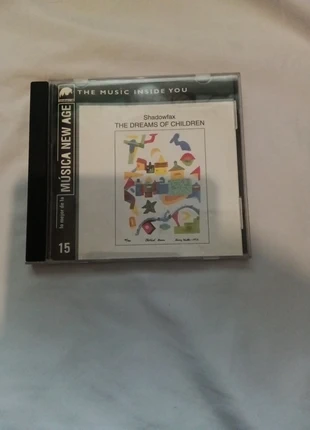 THE MUSIC INSIDE YOU
lo mejor de la
MÚSICA NEW AGE
15
Shadowfax
THE DREAMS OF CHILDREN